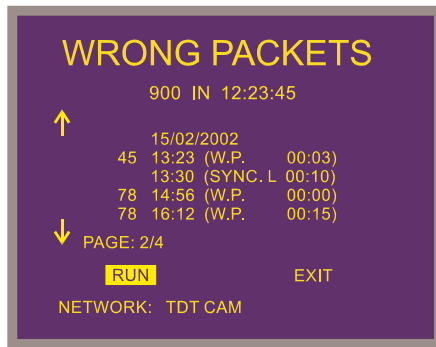 WRONG PACKETS
900 IN 12:23:45
15/02/2002
45 13:23 (W.P. 00:03)
13:30 (SYNC. L 00:10)
78 14:56 (W.P. 00:00)
78 16:12 (W.P. 00:15)
PAGE: 2/4
RUN EXIT
NETWORK: TDT CAM